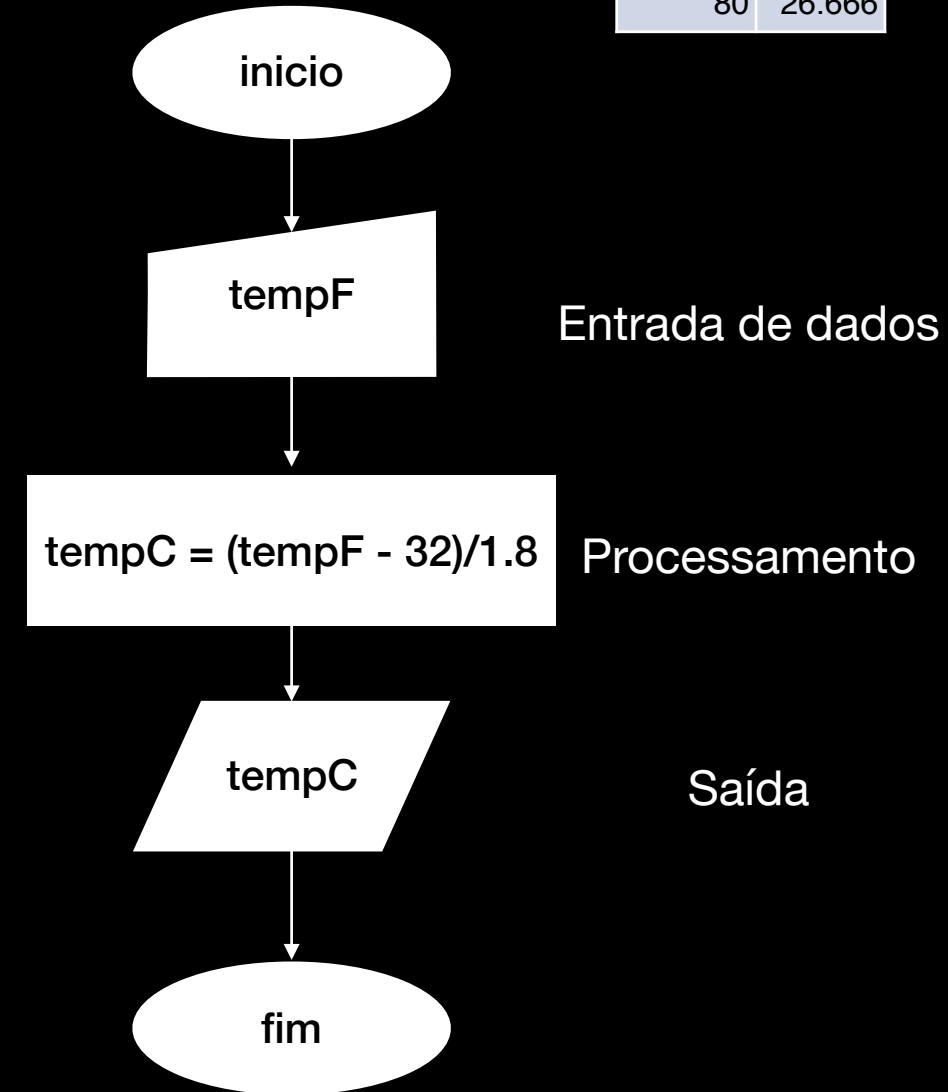 80 26.666
inicio
tempF
Entrada de dados
tempC = (tempF - 32)/1.8
Processamento
tempC
Saída
fim